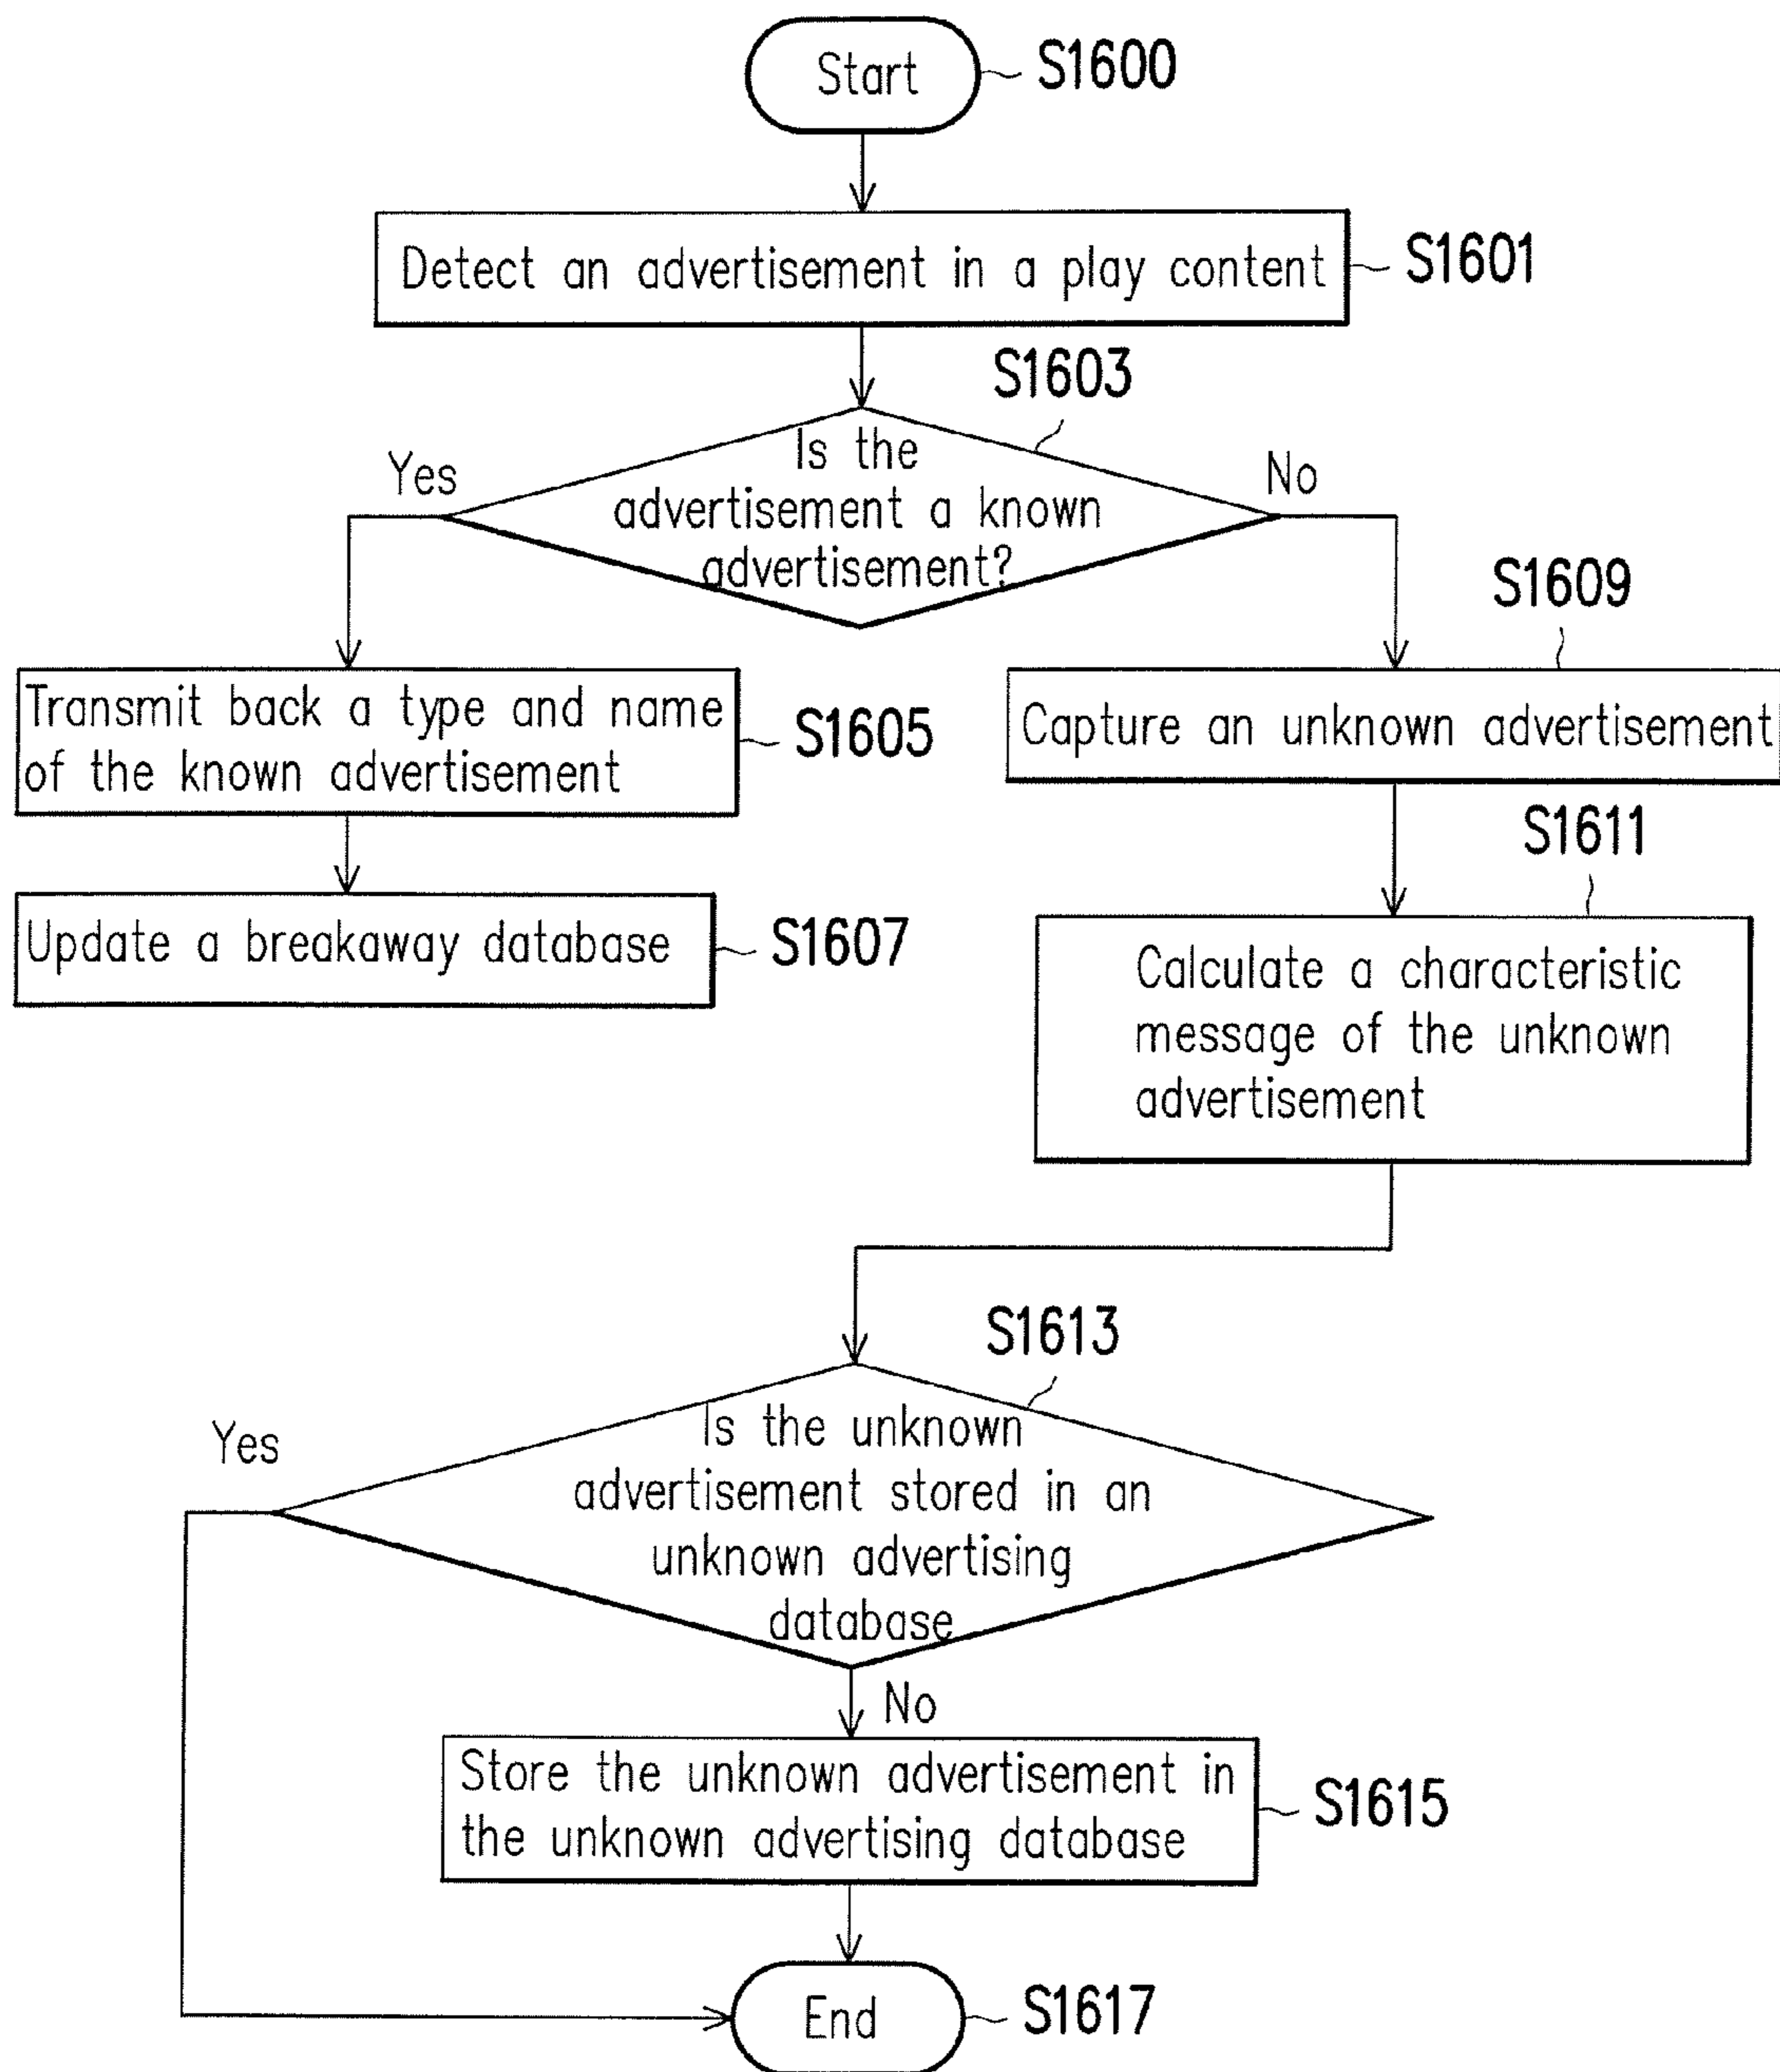 Start
S1600
Detect an advertisement in a play content
S1601
S1603
Is the
advertisement a known
advertisement?
Yes
No
Transmit back a type and name
of the known advertisement
S1605
Update a breakaway database
S1607
S1609
Capture an unknown advertisement
S1611
Calculate a characteristic
message of the unknown
advertisement
S1613
Is the unknown
advertisement stored in an
unknown advertising
database
Yes
No
Store the unknown advertisement in
the unknown advertising database
S1615
End
S1617